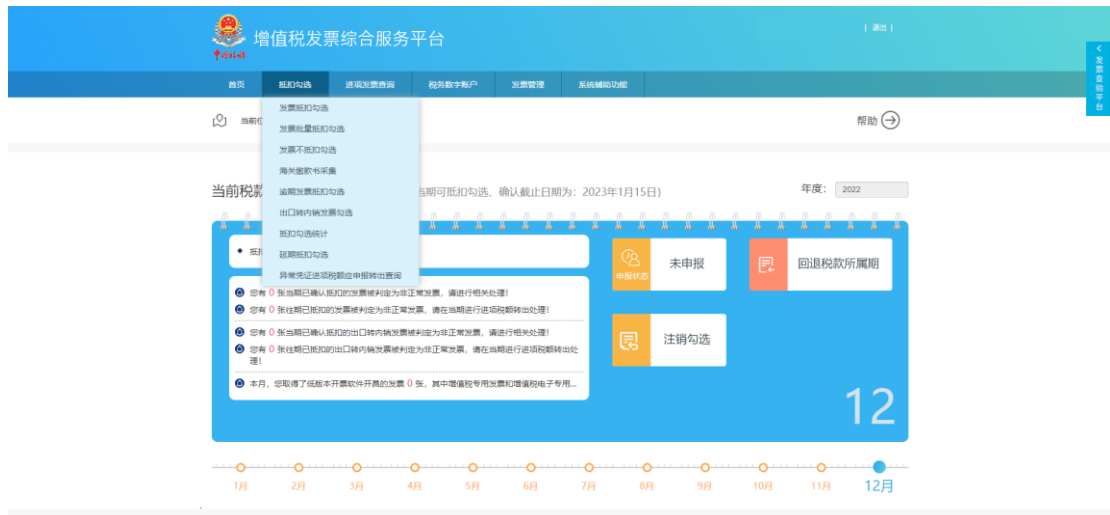 增值税发票综合服务平台
中国税务
| 退出 |
首页 抵扣勾选 进项发票查询 税务数字账户 发票管理 系统辅助功能
< 发票查验平台
发票抵扣勾选
发票批量抵扣勾选
发票不抵扣勾选
海关缴款书采集
逾期发票抵扣勾选
出口转内销发票勾选
抵扣勾选统计
延期抵扣勾选
异常凭证进项税额应申报转出查询
当前位
帮助
当前税款
当期可抵扣勾选、确认截止日期为：2023年1月15日)
年度： 2022
抵扣
申报状态
未申报
回退税款所属期
您有 0 张当期已确认抵扣的发票被判定为非正常发票，请进行相关处理！
您有 0 张往期已抵扣的发票被判定为非正常发票，请在当期进行进项税额转出处理！
您有 0 张当期已确认抵扣的出口转内销发票被判定为非正常发票，请进行相关处理！
您有 0 张往期已抵扣的出口转内销发票被判定为非正常发票，请在当期进行进项税额转出处
理！
注销勾选
本月，您取得了低版本开票软件开具的发票 0 张，其中增值税专用发票和增值税电子专用...
12
1月 2月 3月 4月 5月 6月 7月 8月 9月 10月 11月 12月